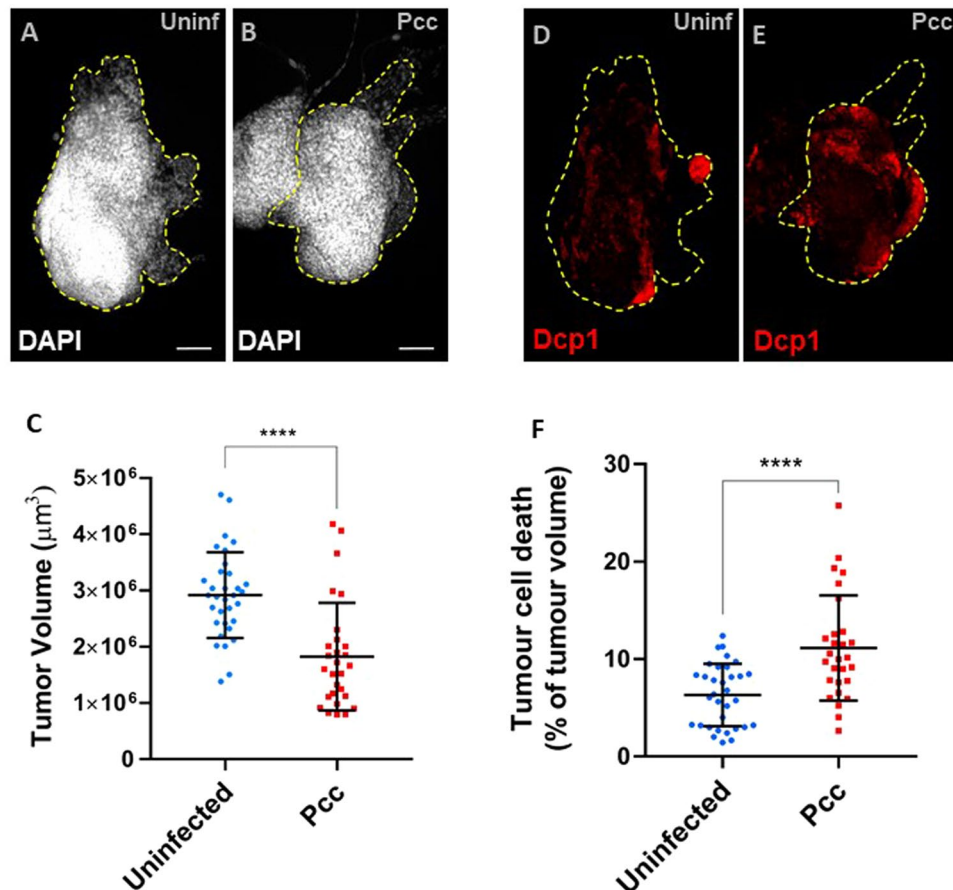 A Uninf
DAPI
B Pcc
DAPI
D Uninf
Dcp1
E Pcc
Dcp1
C
****
Tumor Volume (μm³)
5×10⁶
4×10⁶
3×10⁶
2×10⁶
1×10⁶
0
Uninfected
Pcc
F
****
Tumour cell death
(% of tumour volume)
30
20
10
0
Uninfected
Pcc